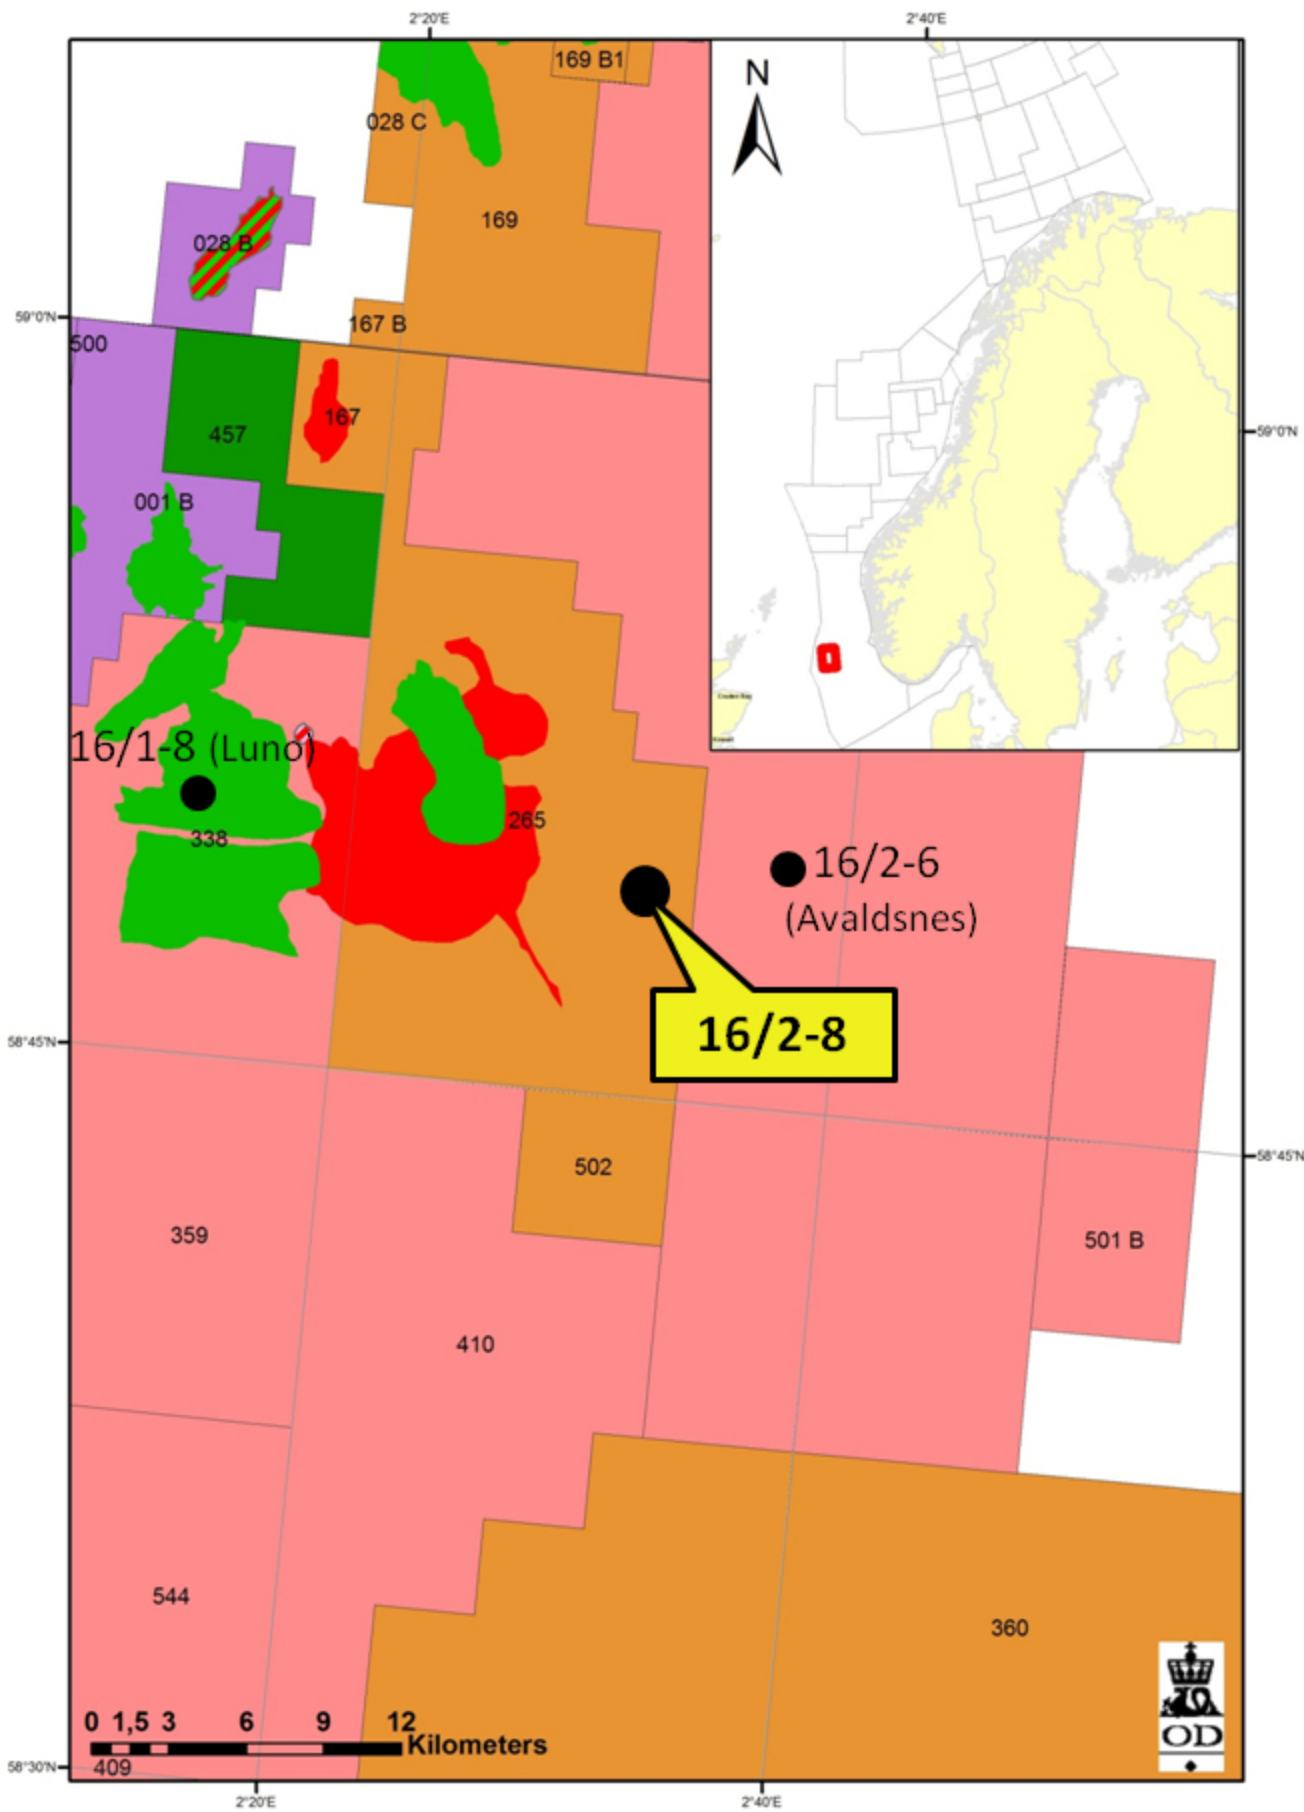 2°20'E
2°40'E
169 B1
N
028 C
169
028 B
59°0'N
167 B
500
167
457
59°0'N
001 B
16/1-8 (Luno)
265
338
16/2-6
(Avaldsnes)
16/2-8
58°45'N
58°45'N
502
359
501 B
410
544
360
0 1,5 3 6 9 12
Kilometers
OD
58°30'N
409
2°20'E
2°40'E